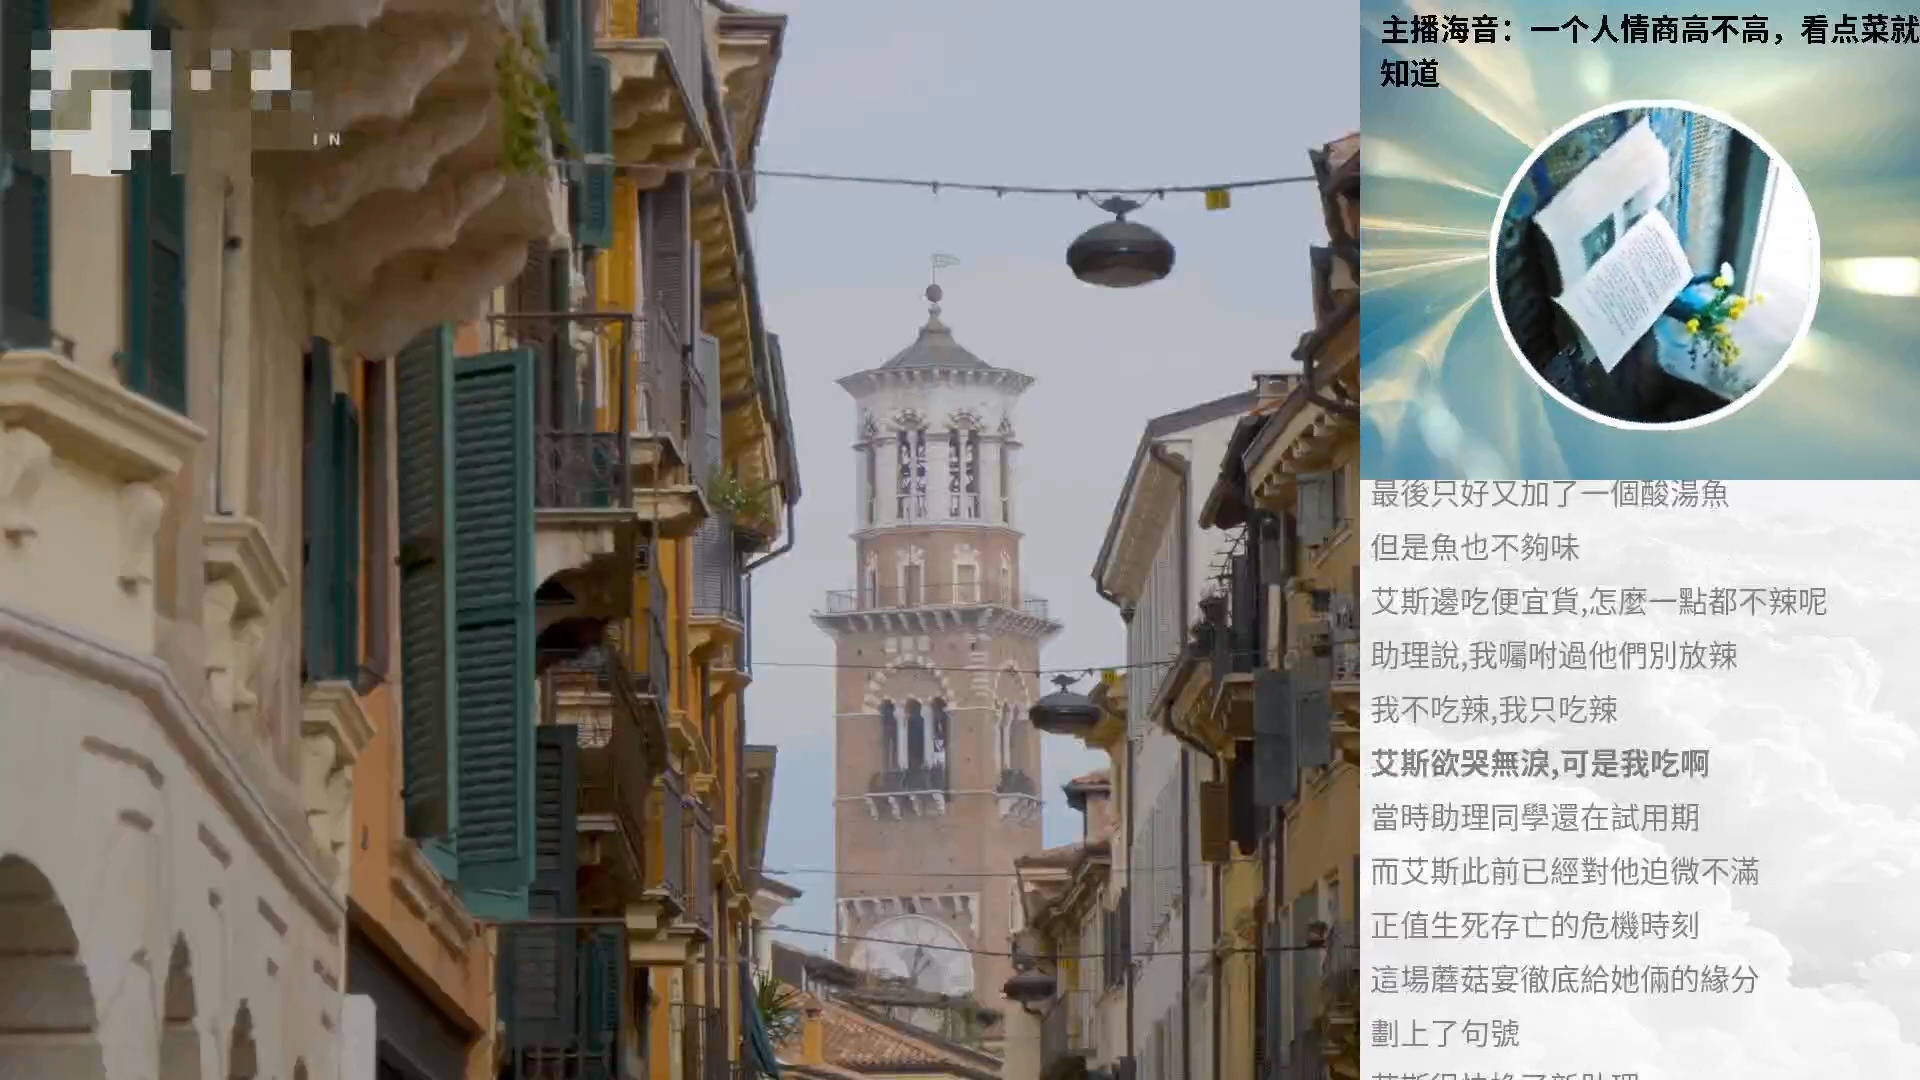 IN
主播海音：一个人情商高不高，看点菜就
知道
最後只好又加了一個酸湯魚
但是魚也不夠味
艾斯邊吃便宜貨,怎麼一點都不辣呢
助理說,我囑咐過他們別放辣
我不吃辣,我只吃辣
艾斯欲哭無淚,可是我吃啊
當時助理同學還在試用期
而艾斯此前已經對他迫微不滿
正值生死存亡的危機時刻
這場蘑菇宴徹底給她倆的緣分
劃上了句號